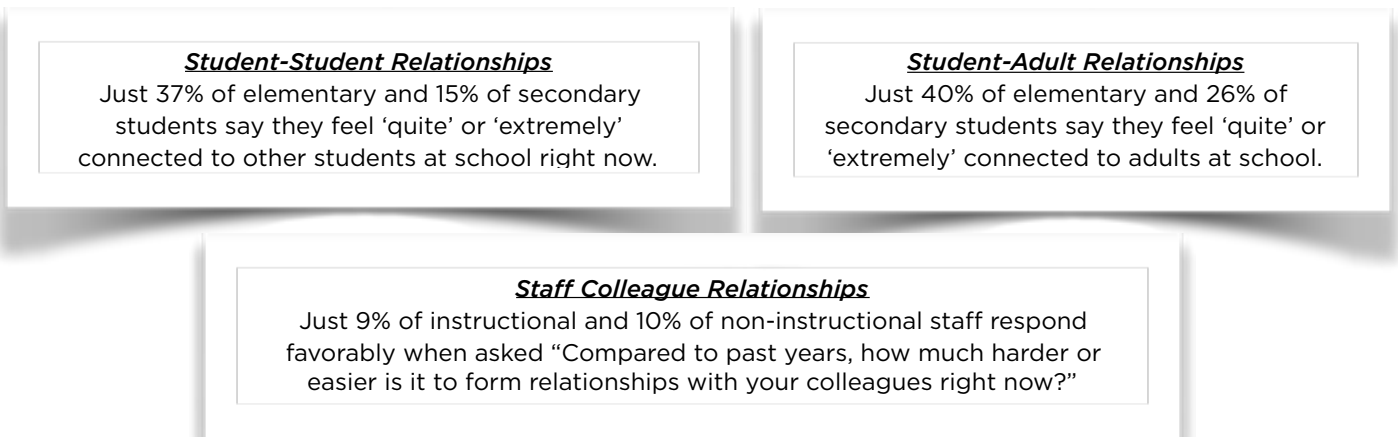 Student-Student Relationships
Just 37% of elementary and 15% of secondary
students say they feel ‘quite’ or ‘extremely’
connected to other students at school right now.
Student-Adult Relationships
Just 40% of elementary and 26% of
secondary students say they feel ‘quite’ or
‘extremely’ connected to adults at school.
Staff Colleague Relationships
Just 9% of instructional and 10% of non-instructional staff respond
favorably when asked “Compared to past years, how much harder or
easier is it to form relationships with your colleagues right now?”